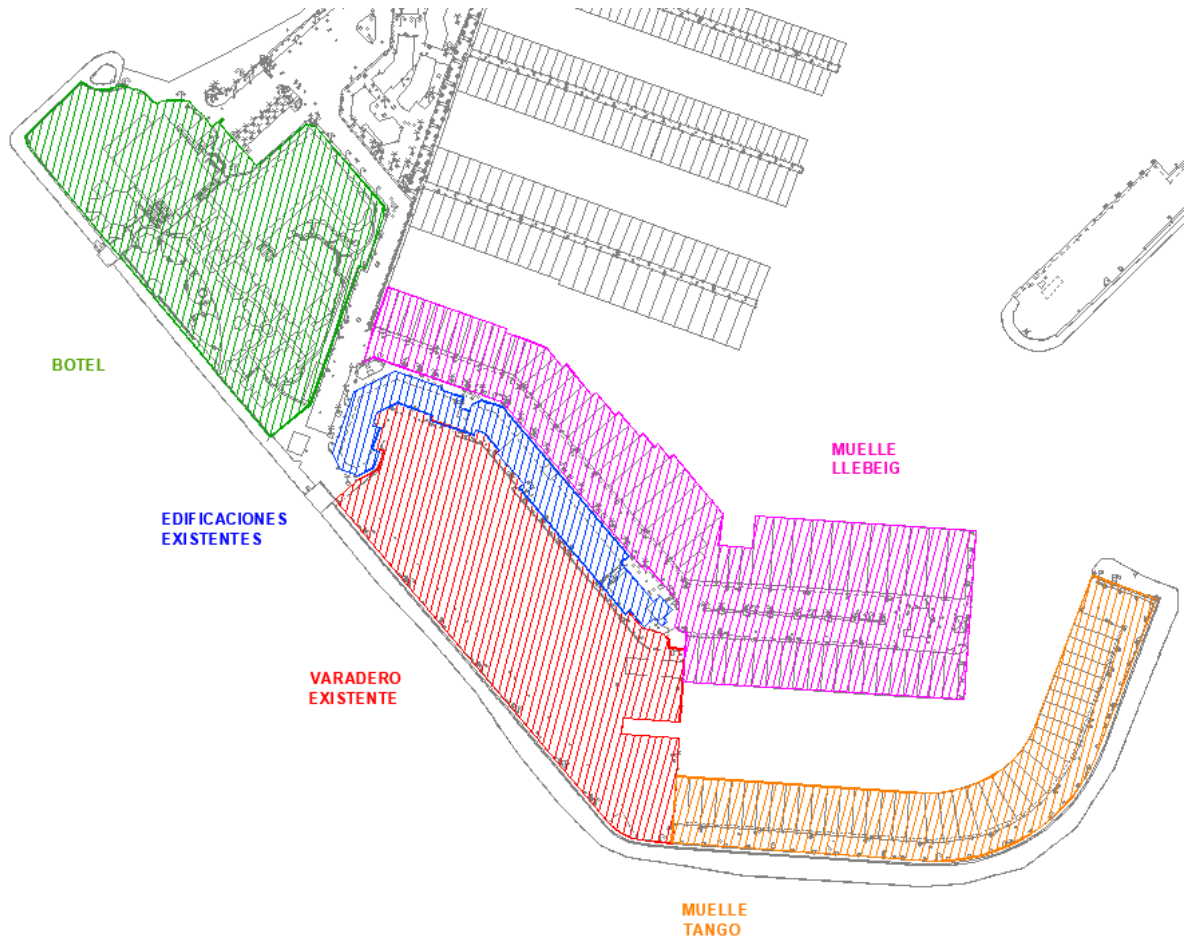 BOTEL
MUELLE
LLEBEIG
EDIFICACIONES
EXISTENTES
VARADERO
EXISTENTE
MUELLE
TANGO